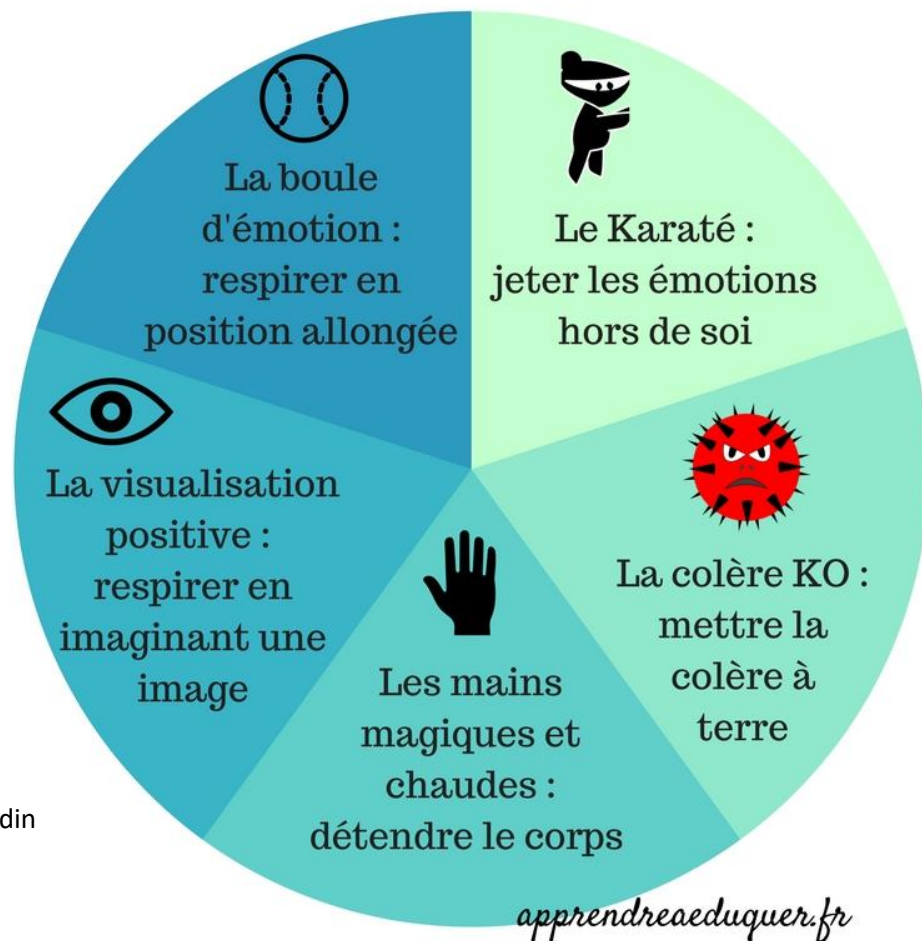 La boule
d'émotion :
respirer en
position allongée
Le Karaté :
jeter les émotions
hors de soi
La colère KO :
mettre la
colère à
terre
Les mains
magiques et
chaudes :
détendre le corps
La visualisation
positive :
respirer en
imaginant une
image
din
apprendreaeduquer.fr